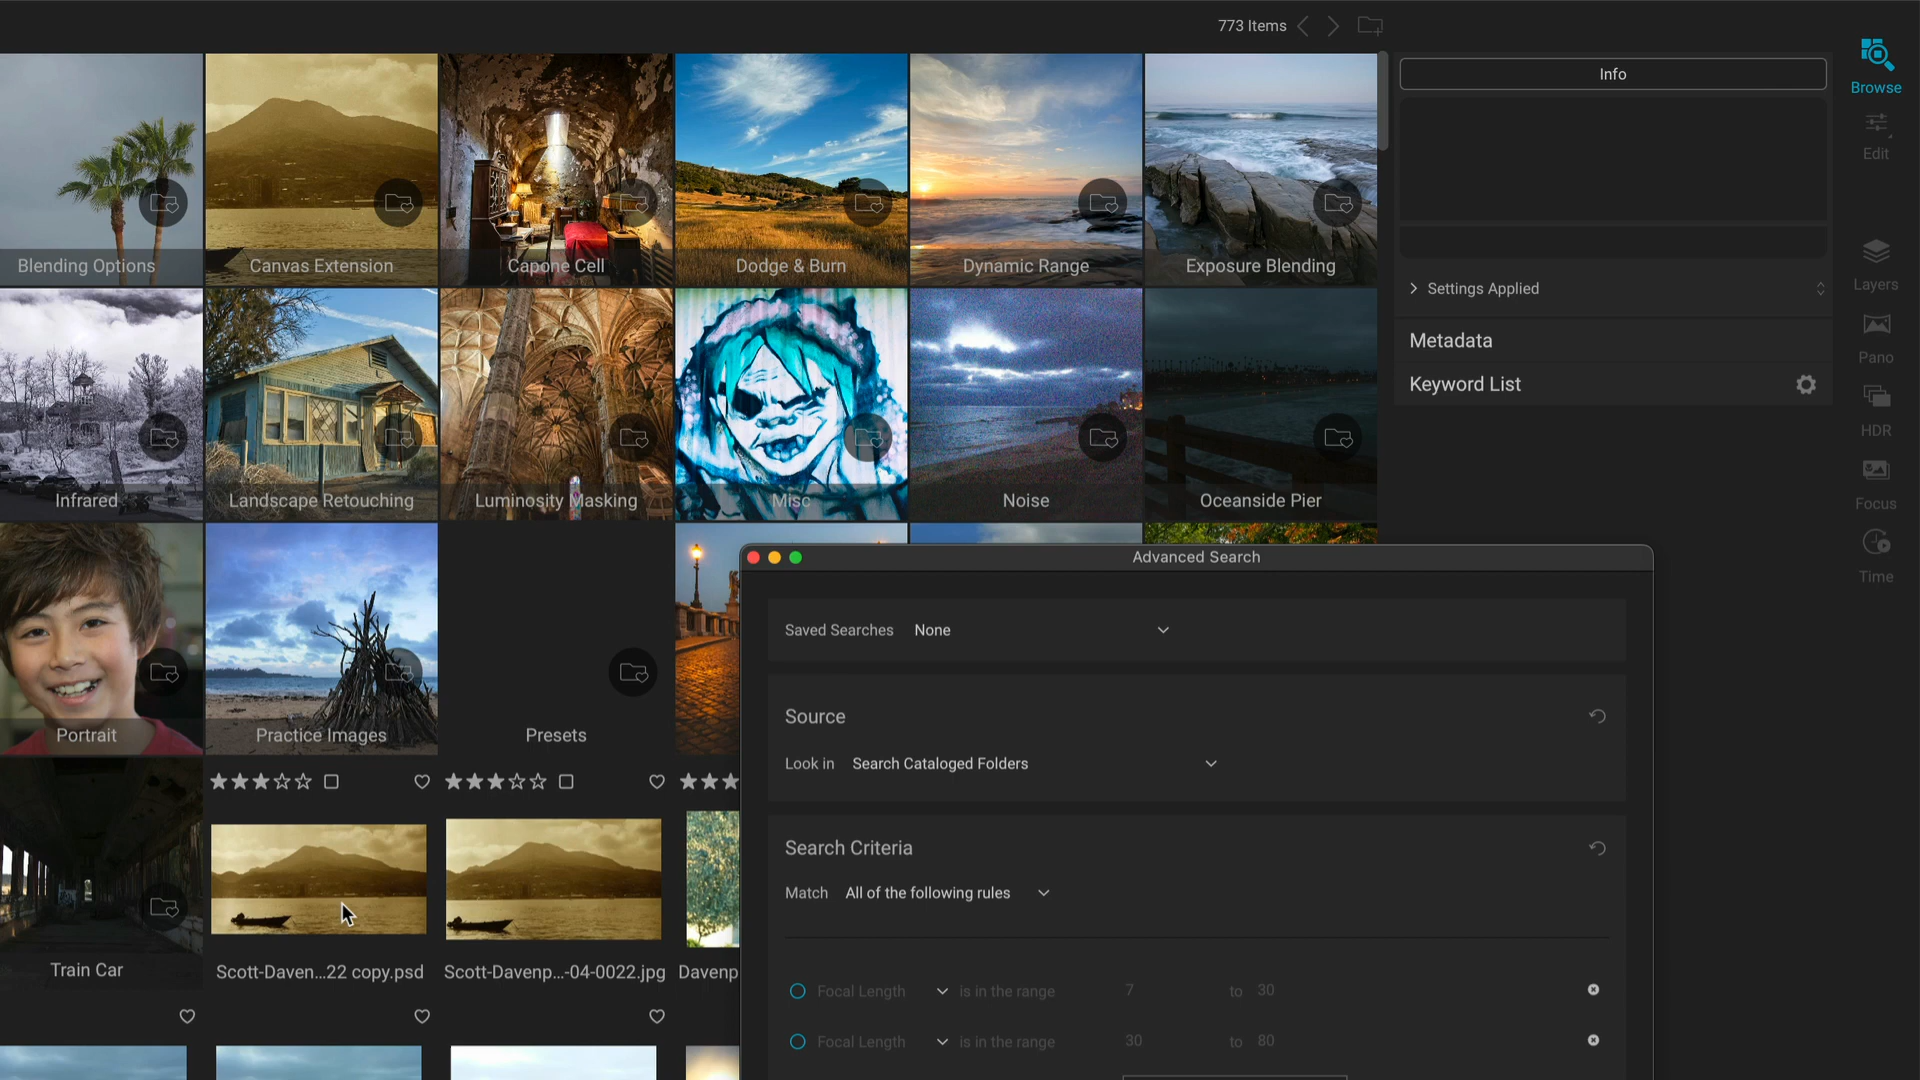 773 Items
Info
Browse
Edit
Blending Options
Canvas Extension
Capone Cell
Dodge & Burn
Dynamic Range
Exposure Blending
Settings Applied
Layers
Metadata
Pano
Keyword List
HDR
Infrared
Landscape Retouching
Luminosity Masking
Misc
Noise
Oceanside Pier
Focus
Time
Advanced Search
Saved Searches None
Portrait
Practice Images
Presets
Source
Look in Search Cataloged Folders
Search Criteria
Match All of the following rules
Train Car
Scott-Daven...22 copy.psd
Scott-Davenp...-04-0022.jpg
Davenp
Focal Length is in the range 7 to 30
Focal Length is in the range 30 to 80